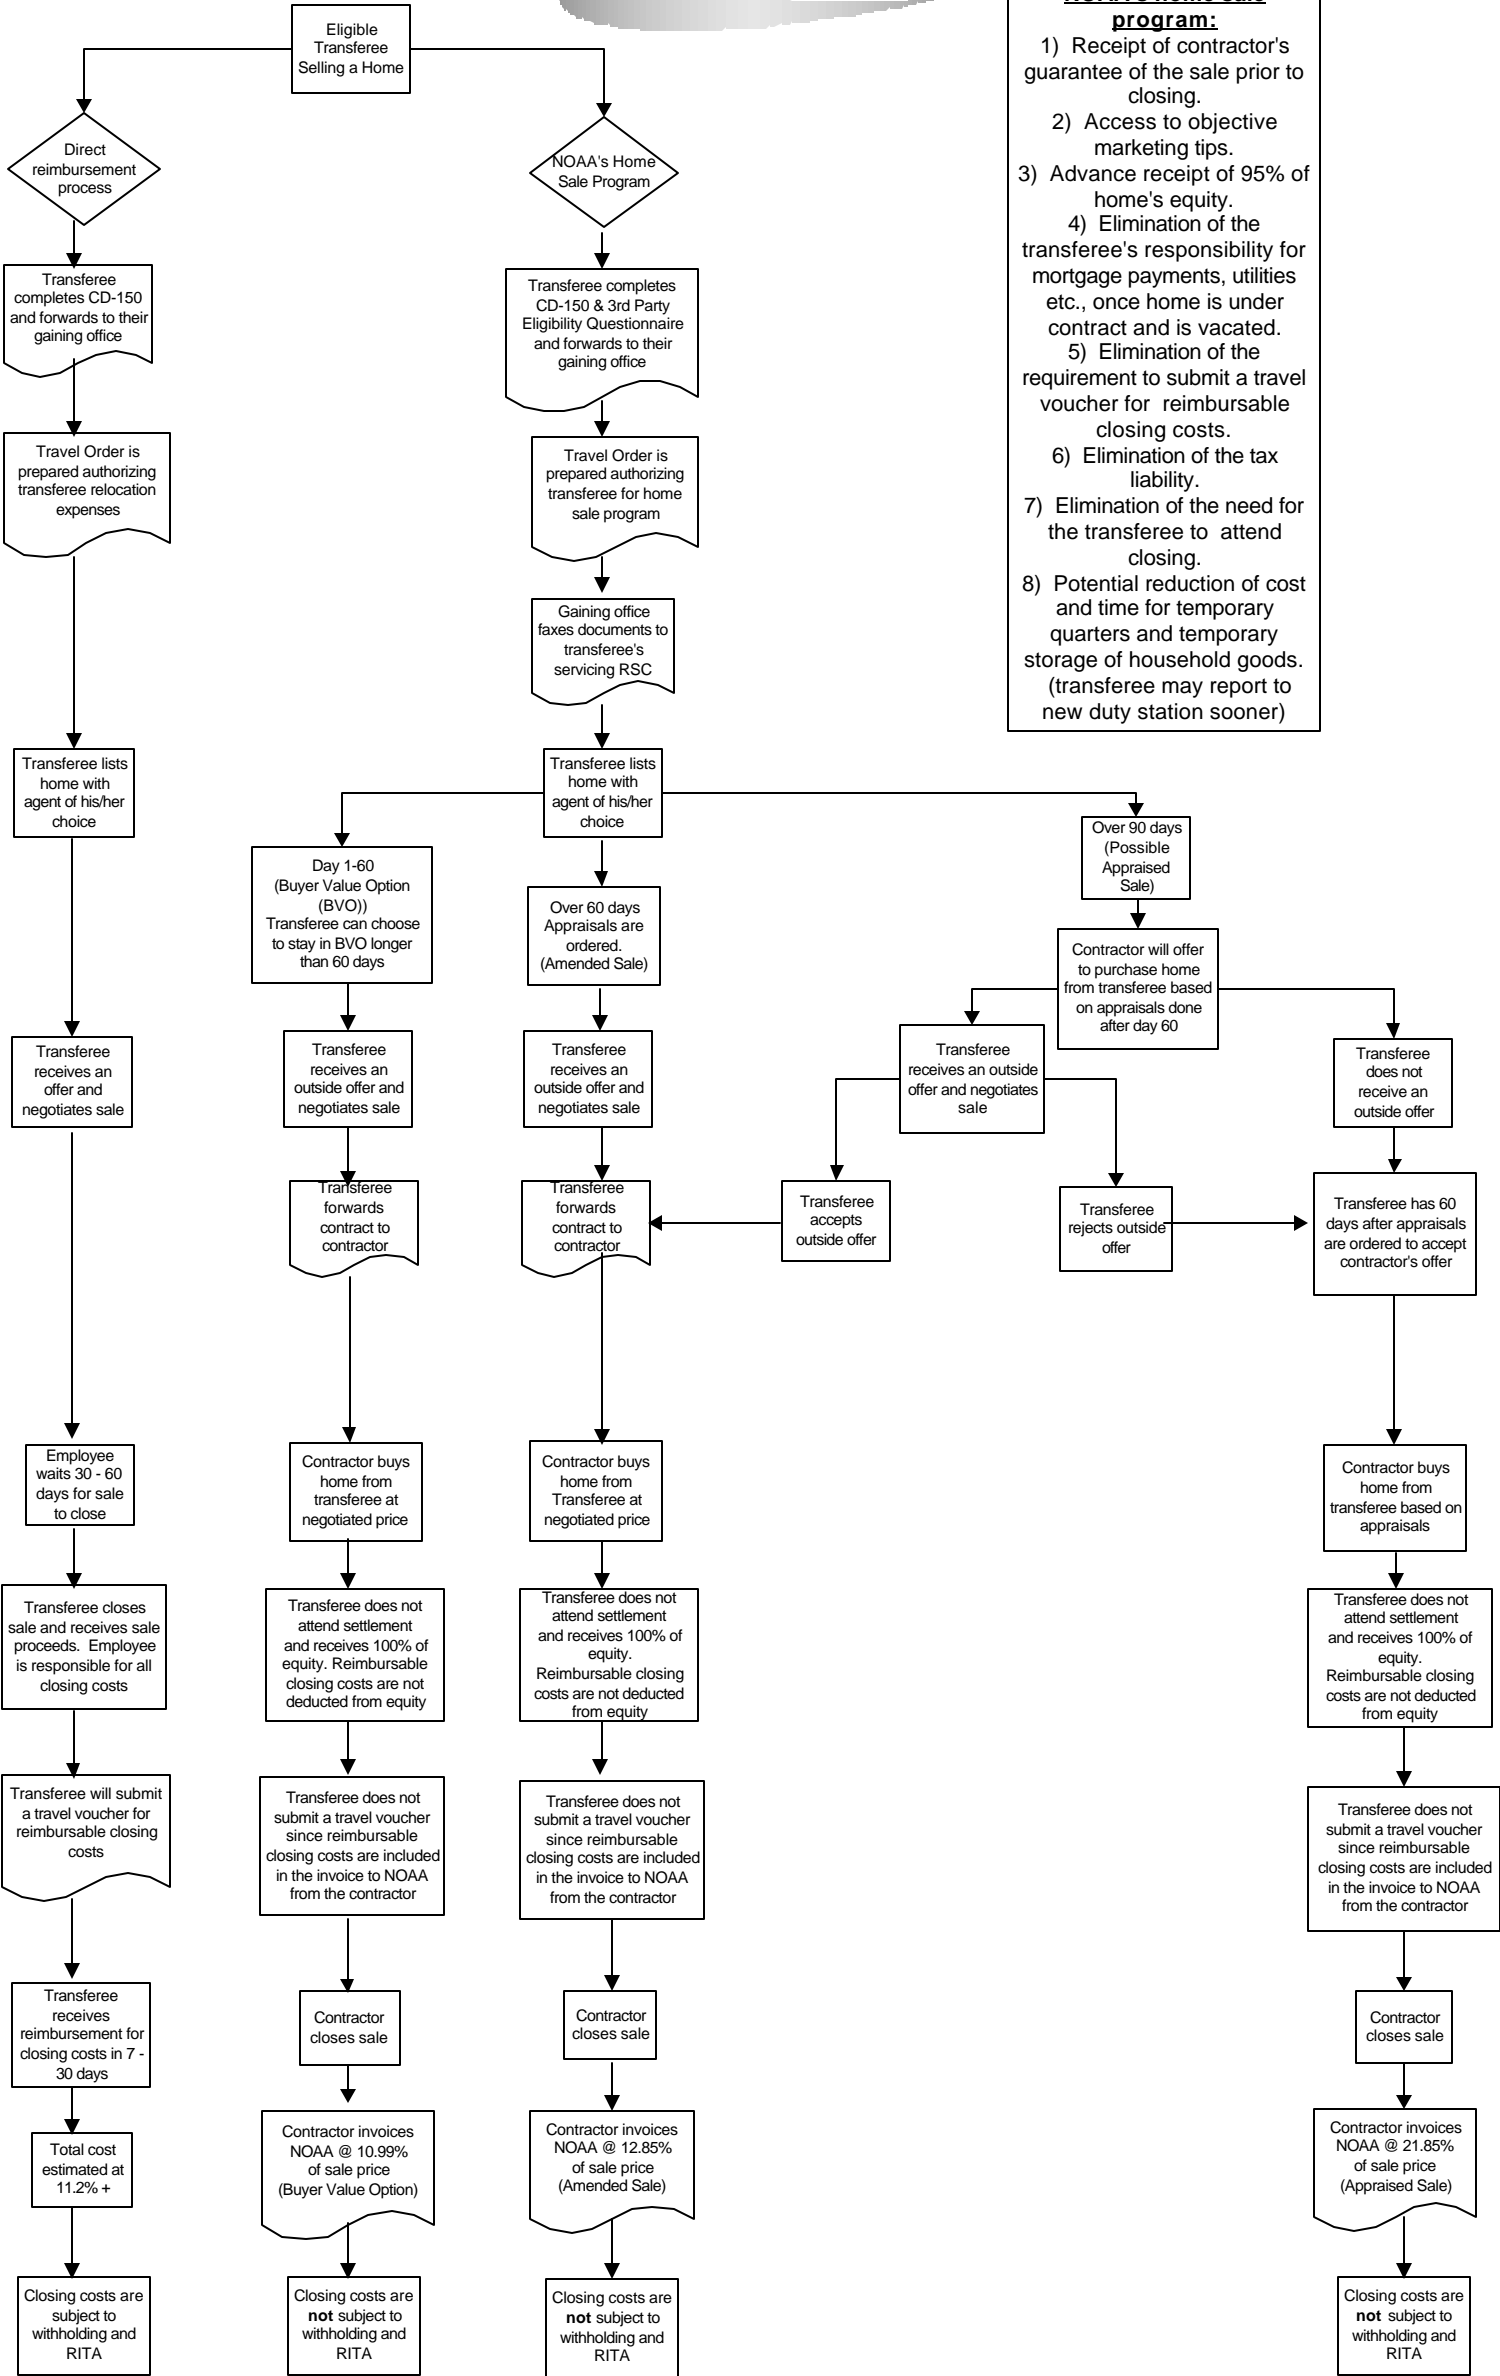 Eligible
Transferee
Selling a Home
program:
1) Receipt of contractor's
guarantee of the sale prior to
closing.
2) Access to objective
marketing tips.
3) Advance receipt of 95% of
home's equity.
4) Elimination of the
transferee's responsibility for
mortgage payments, utilities
etc., once home is under
contract and is vacated.
5) Elimination of the
requirement to submit a travel
voucher for reimbursable
closing costs.
6) Elimination of the tax
liability.
7) Elimination of the need for
the transferee to attend
closing.
8) Potential reduction of cost
and time for temporary
quarters and temporary
storage of household goods.
(transferee may report to
new duty station sooner)
Direct
reimbursement
process
Transferee
completes CD-150
and forwards to their
gaining office
Travel Order is
prepared authorizing
transferee relocation
expenses
Transferee lists
home with
agent of his/her
choice
Transferee
receives an
offer and
negotiates sale
Employee
waits 30 - 60
days for sale
to close
Transferee closes
sale and receives sale
proceeds. Employee
is responsible for all
closing costs
Transferee will submit
a travel voucher for
reimbursable closing
costs
Transferee
receives
reimbursement for
closing costs in 7 -
30 days
Total cost
estimated at
11.2% +
Closing costs are
subject to
withholding and
RITA
NOAA's Home
Sale Program
Transferee completes
CD-150 & 3rd Party
Eligibility Questionnaire
and forwards to their
gaining office
Travel Order is
prepared authorizing
transferee for home
sale program
Gaining office
faxes documents to
transferee's
servicing RSC
Transferee lists
home with
agent of his/her
choice
Day 1-60
(Buyer Value Option
(BVO))
Transferee can choose
to stay in BVO longer
than 60 days
Transferee
receives an
outside offer and
negotiates sale
Transferee
forwards
contract to
contractor
Contractor buys
home from
transferee at
negotiated price
Transferee does not
attend settlement
and receives 100% of
equity. Reimbursable
closing costs are not
deducted from equity
Transferee does not
submit a travel voucher
since reimbursable
closing costs are included
in the invoice to NOAA
from the contractor
Contractor
closes sale
Contractor invoices
NOAA @ 10.99%
of sale price
(Buyer Value Option)
Closing costs are
not subject to
withholding and
RITA
Over 60 days
Appraisals are
ordered.
(Amended Sale)
Transferee
receives an
outside offer and
negotiates sale
Transferee
forwards
contract to
contractor
Contractor buys
home from
Transferee at
negotiated price
Transferee does not
attend settlement
and receives 100% of
equity.
Reimbursable closing
costs are not deducted
from equity
Transferee does not
submit a travel voucher
since reimbursable
closing costs are included
in the invoice to NOAA
from the contractor
Contractor
closes sale
Contractor invoices
NOAA @ 12.85%
of sale price
(Amended Sale)
Closing costs are
not subject to
withholding and
RITA
Over 90 days
(Possible
Appraised
Sale)
Contractor will offer
to purchase home
from transferee based
on appraisals done
after day 60
Transferee
receives an outside
offer and negotiates
sale
Transferee
accepts
outside offer
Transferee
rejects outside
offer
Transferee
does not
receive an
outside offer
Transferee has 60
days after appraisals
are ordered to accept
contractor's offer
Contractor buys
home from
transferee based on
appraisals
Transferee does not
attend settlement
and receives 100% of
equity.
Reimbursable closing
costs are not deducted
from equity
Transferee does not
submit a travel voucher
since reimbursable
closing costs are included
in the invoice to NOAA
from the contractor
Contractor
closes sale
Contractor invoices
NOAA @ 21.85%
of sale price
(Appraised Sale)
Closing costs are
not subject to
withholding and
RITA